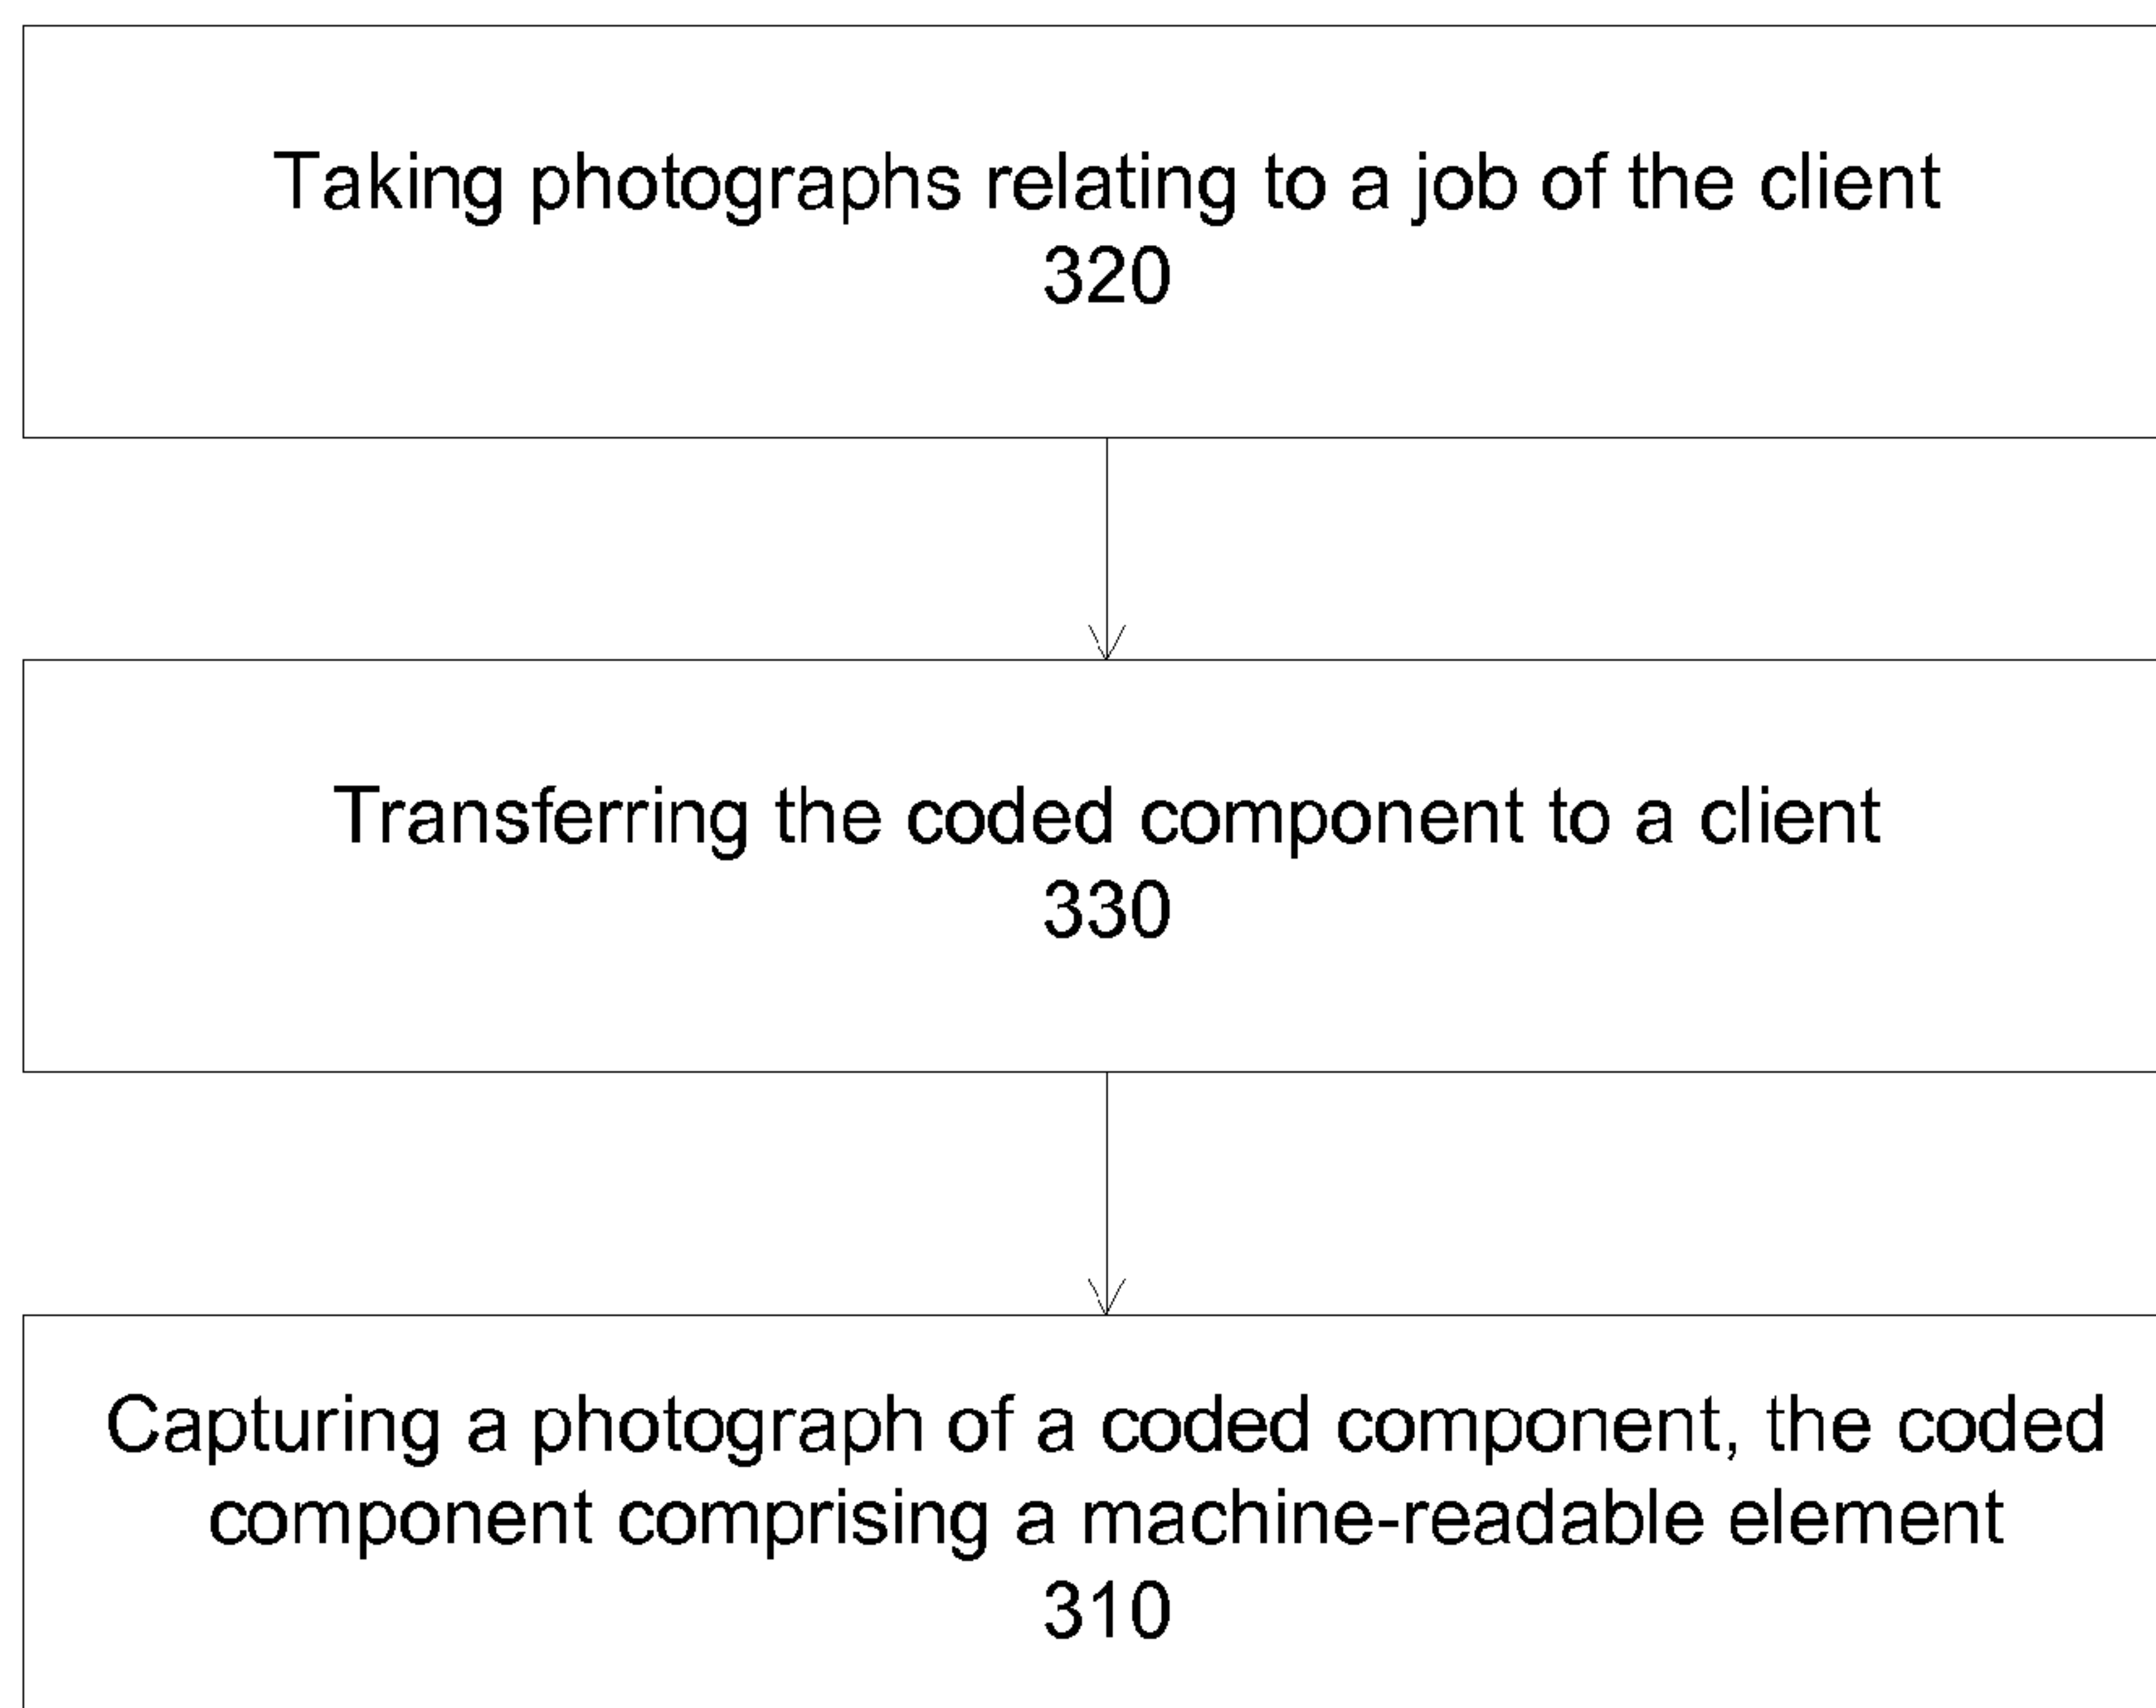 Taking photographs relating to a job of the client
320
Transferring the coded component to a client
330
Capturing a photograph of a coded component, the coded
component comprising a machine-readable element
310